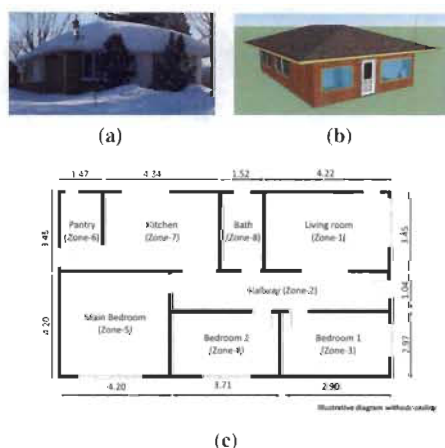 (a)
(b)
1.47 4.34 1.52 4.22
Pantry
(Zone-6)
Kitchen
(Zone-7)
Bath
(Zone-8)
Living room
(Zone-1)
3.45
3.45
Hallway (Zone-2)
1.04
4.20
Main Bedroom
(Zone-5)
Bedroom 2
(Zone-4)
Bedroom 1
(Zone-3)
2.97
4.20 3.71 2.90
Illustrative diagram without scaling
(c)